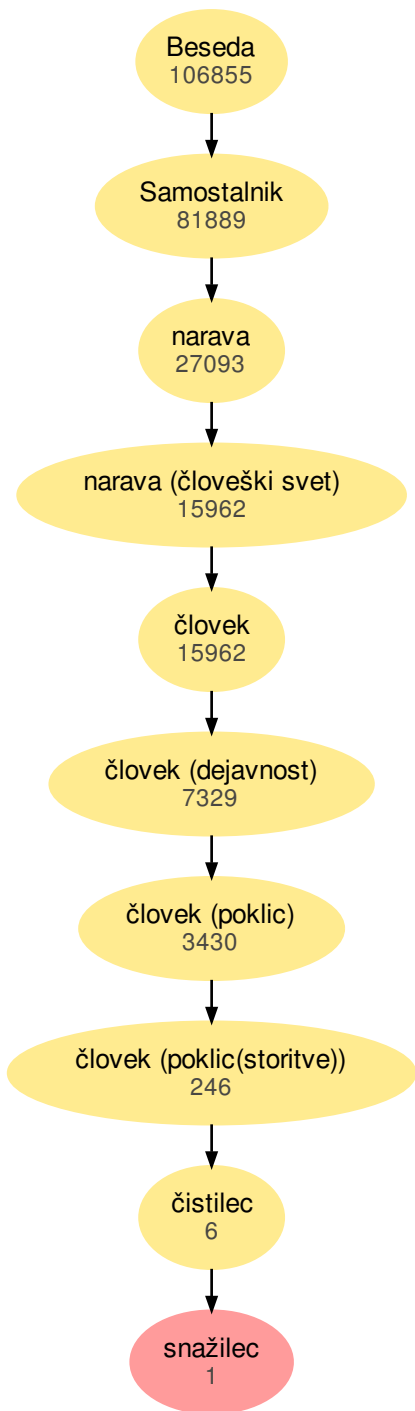 Beseda
106855
Samostalnik
81889
narava
27093
narava (človeški svet)
15962
človek
15962
človek (dejavnost)
7329
človek (poklic)
3430
človek (poklic(storitve))
246
čistilec
6
snažilec
1